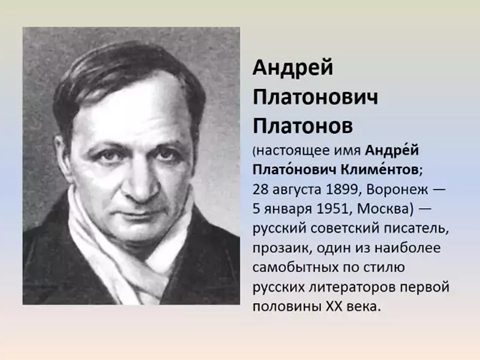 Андрей
Платонович
Платонов
(настоящее имя Андре́й
Плато́нович Климе́нтов;
28 августа 1899, Воронеж —
5 января 1951, Москва) —
русский советский писатель,
прозаик, один из наиболее
самобытных по стилю
русских литераторов первой
половины XX века.